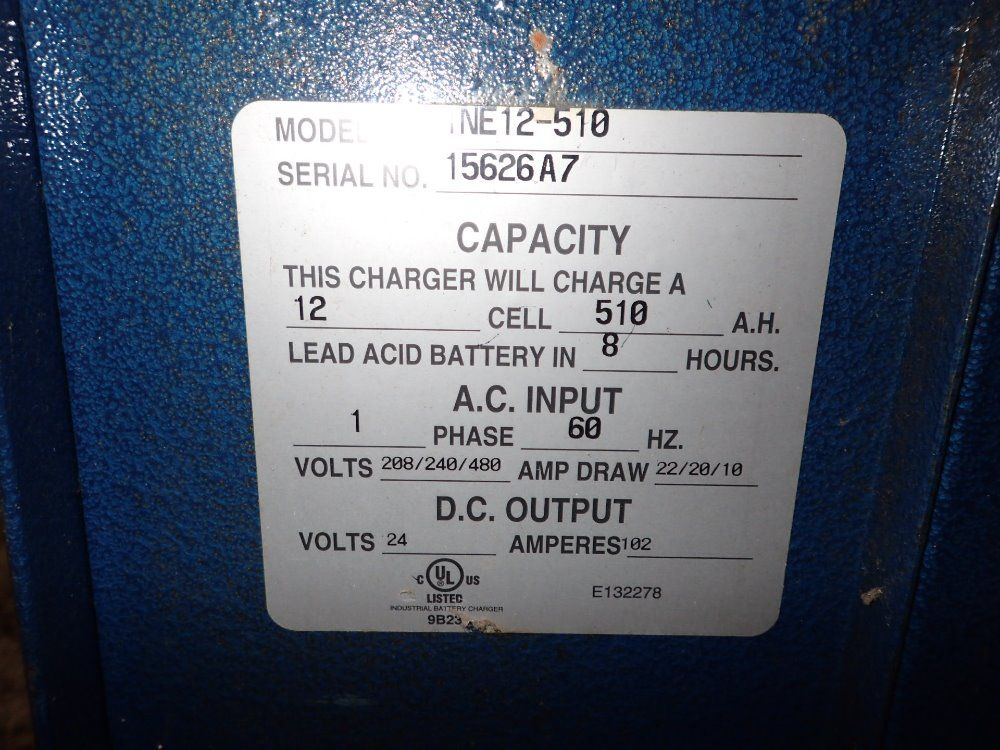 MODEL 1NE12-510
SERIAL NO. 15626A7
CAPACITY
THIS CHARGER WILL CHARGE A
12 CELL 510 A.H.
LEAD ACID BATTERY IN 8 HOURS.
A.C. INPUT
1 PHASE 60 HZ.
VOLTS 208/240/480 AMP DRAW 22/20/10
D.C. OUTPUT
VOLTS 24 AMPERES 102
C UL US
LISTED
E132278
INDUSTRIAL BATTERY CHARGER
9B23